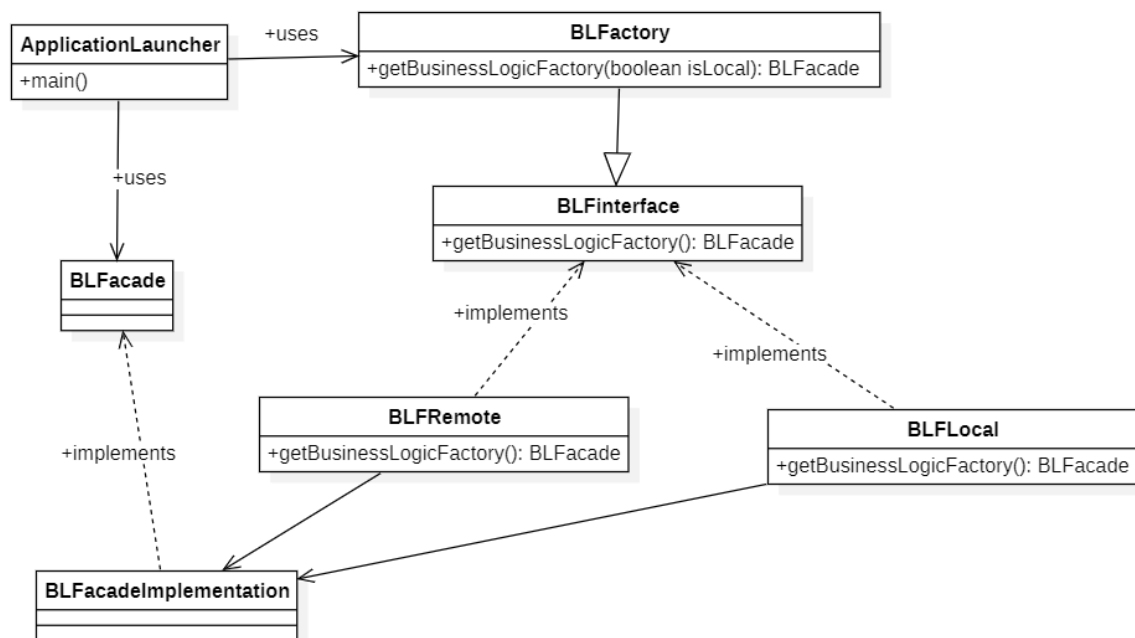 ApplicationLauncher
+main()
+uses
BLFactory
+getBusinessLogicFactory(boolean isLocal): BLFacade
+uses
BLFinterface
+getBusinessLogicFactory(): BLFacade
BLFacade
+implements
+implements
BLFRemote
+getBusinessLogicFactory(): BLFacade
BLFLocal
+getBusinessLogicFactory(): BLFacade
+implements
BLFacadeImplementation